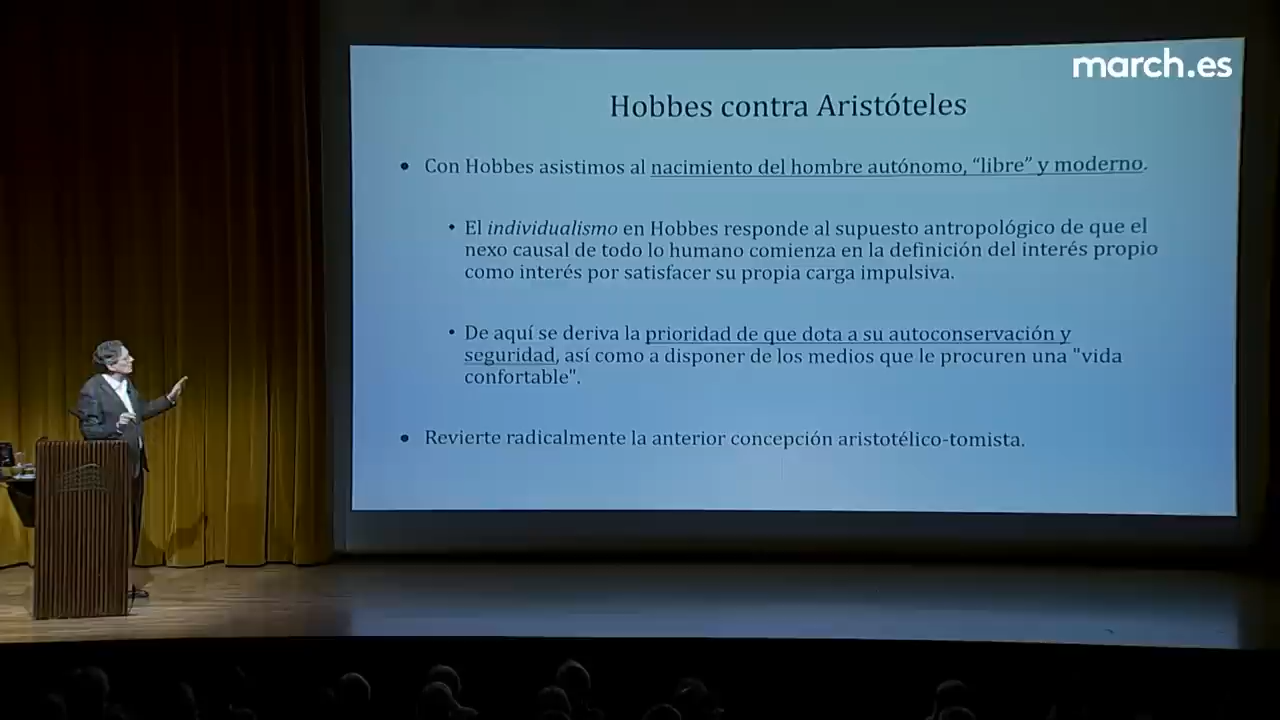 march.es
Hobbes contra Aristóteles
• Con Hobbes asistimos al nacimiento del hombre autónomo, “libre” y moderno.
• El individualismo en Hobbes responde al supuesto antropológico de que el
nexo causal de todo lo humano comienza en la definición del interés propio
como interés por satisfacer su propia carga impulsiva.
• De aquí se deriva la prioridad de que dota a su autoconservación y
seguridad, así como a disponer de los medios que le procuren una "vida
confortable".
• Revierte radicalmente la anterior concepción aristotélico-tomista.